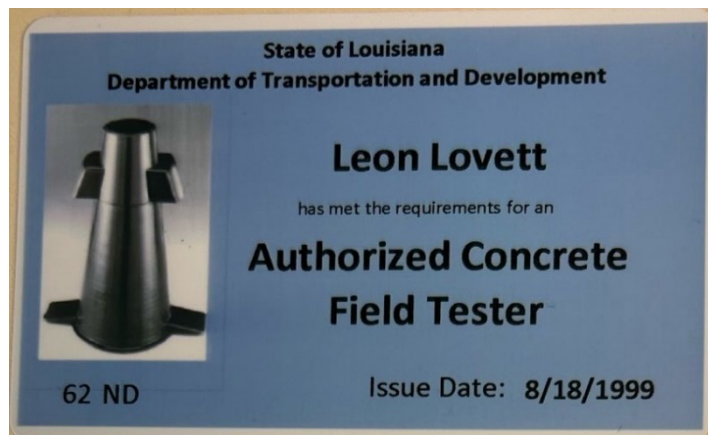 State of Louisiana
Department of Transportation and Development
Leon Lovett
has met the requirements for an
Authorized Concrete
Field Tester
62 ND
Issue Date: 8/18/1999